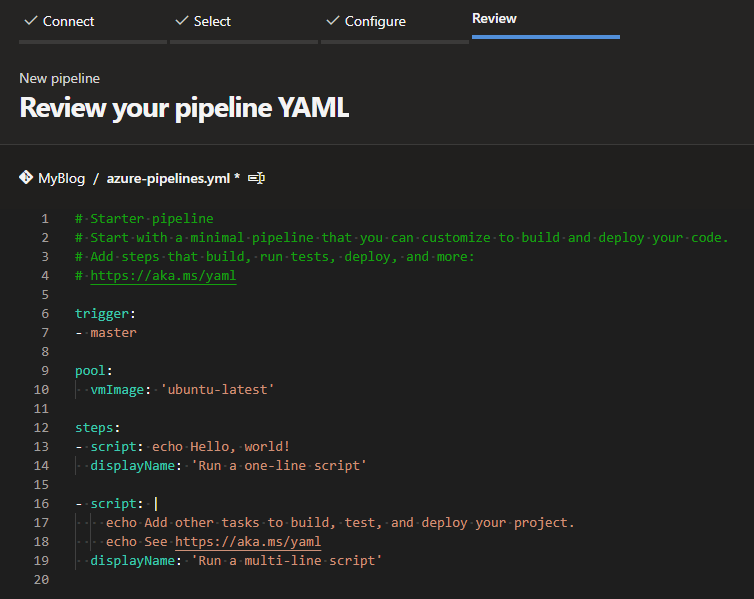 Connect Select Configure Review
New pipeline
Review your pipeline YAML
MyBlog / azure-pipelines.yml *
1 # Starter pipeline
2 # Start with a minimal pipeline that you can customize to build and deploy your code.
3 # Add steps that build, run tests, deploy, and more:
4 # https://aka.ms/yaml
5
6 trigger:
7 - master
8
9 pool:
10   vmImage: 'ubuntu-latest'
11
12 steps:
13 - script: echo Hello, world!
14   displayName: 'Run a one-line script'
15
16 - script: |
17     echo Add other tasks to build, test, and deploy your project.
18     echo See https://aka.ms/yaml
19   displayName: 'Run a multi-line script'
20